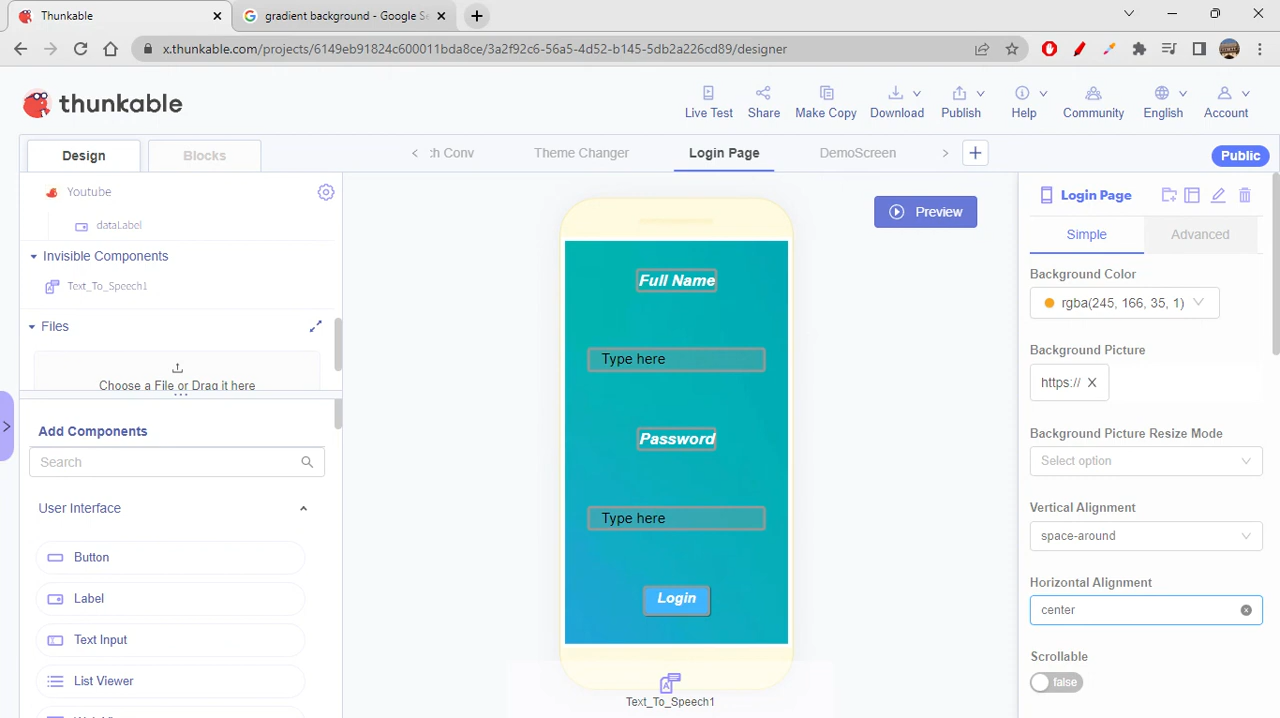 Thunkable
gradient background - Google Se
x.thunkable.com/projects/6149eb91824c600011bda8ce/3a2f92c6-56a5-4d52-b145-5db2a226cd89/designer
thunkable
Live Test
Share
Make Copy
Download
Publish
Help
Community
English
Account
Design
Blocks
:ch Conv
Theme Changer
Login Page
DemoScreen
Public
Youtube
dataLabel
Invisible Components
Text_To_Speech1
Files
Choose a File or Drag it here
Add Components
Search
User Interface
Button
Label
Text Input
List Viewer
Preview
Full Name
Type here
Password
Type here
Login
Text_To_Speech1
Login Page
Simple
Advanced
Background Color
rgba(245, 166, 35, 1)
Background Picture
https://
Background Picture Resize Mode
Select option
Vertical Alignment
space-around
Horizontal Alignment
center
Scrollable
false